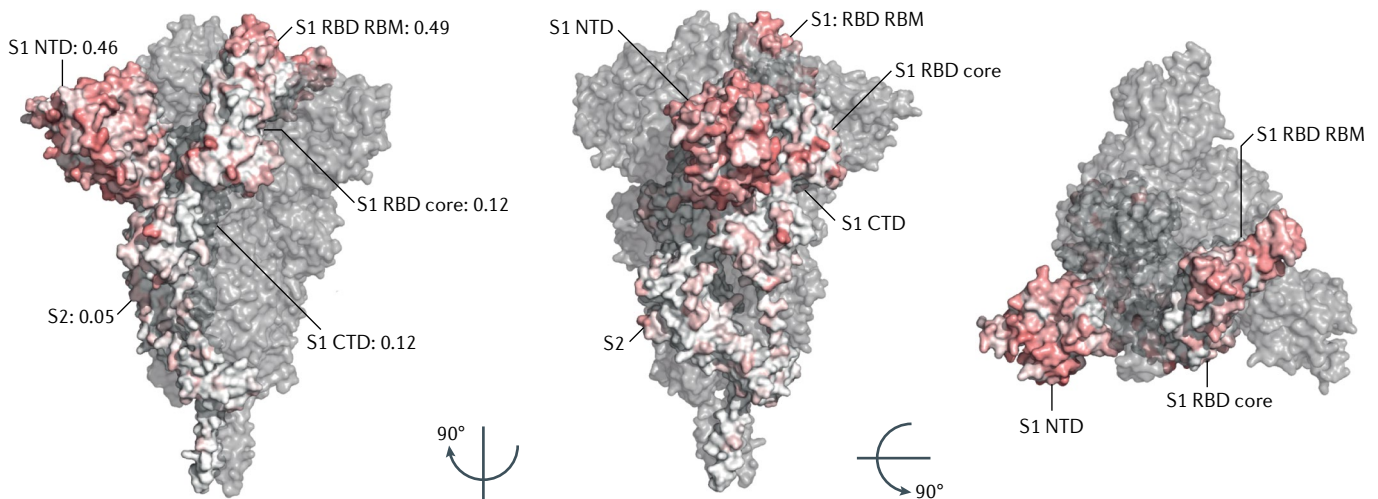 S1 NTD: 0.46
S1 RBD RBM: 0.49
S1 RBD core: 0.12
S2: 0.05
S1 CTD: 0.12
90°
S1 NTD
S1: RBD RBM
S1 RBD core
S1 CTD
S2
90°
S1 RBD RBM
S1 RBD core
S1 NTD